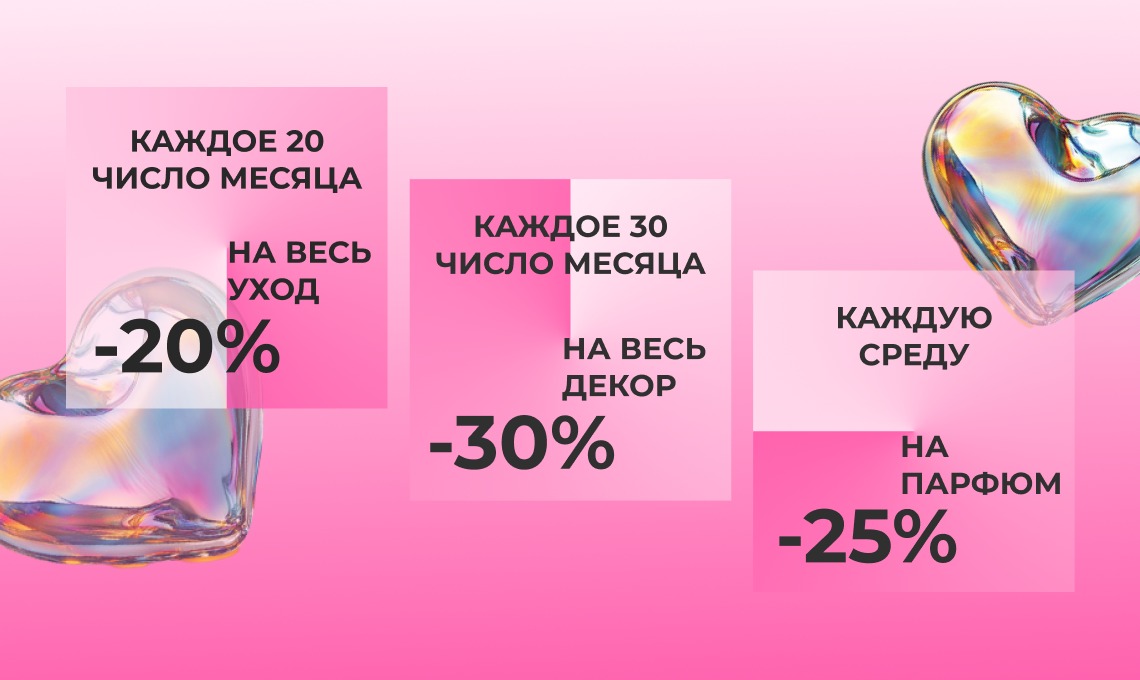 КАЖДОЕ 20
ЧИСЛО МЕСЯЦА
НА ВЕСЬ
УХОД
-20%
КАЖДОЕ 30
ЧИСЛО МЕСЯЦА
НА ВЕСЬ
ДЕКОР
-30%
КАЖДУЮ
СРЕДУ
НА
ПАРФЮМ
-25%